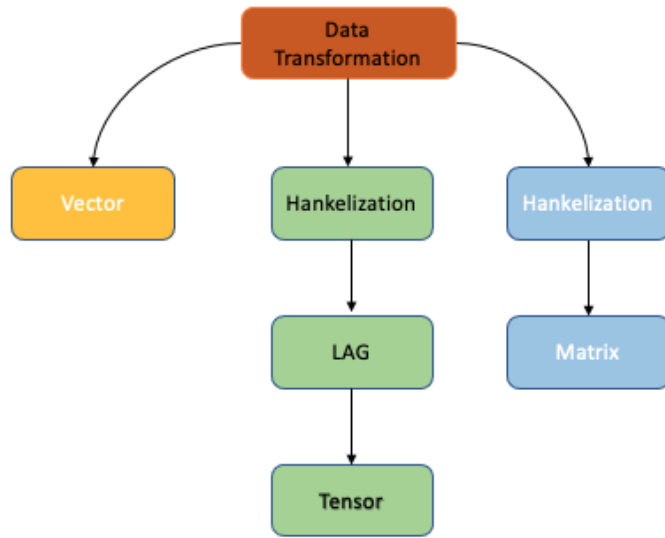 Data
Transformation
Vector
Hankelization
Hankelization
LAG
Matrix
Tensor